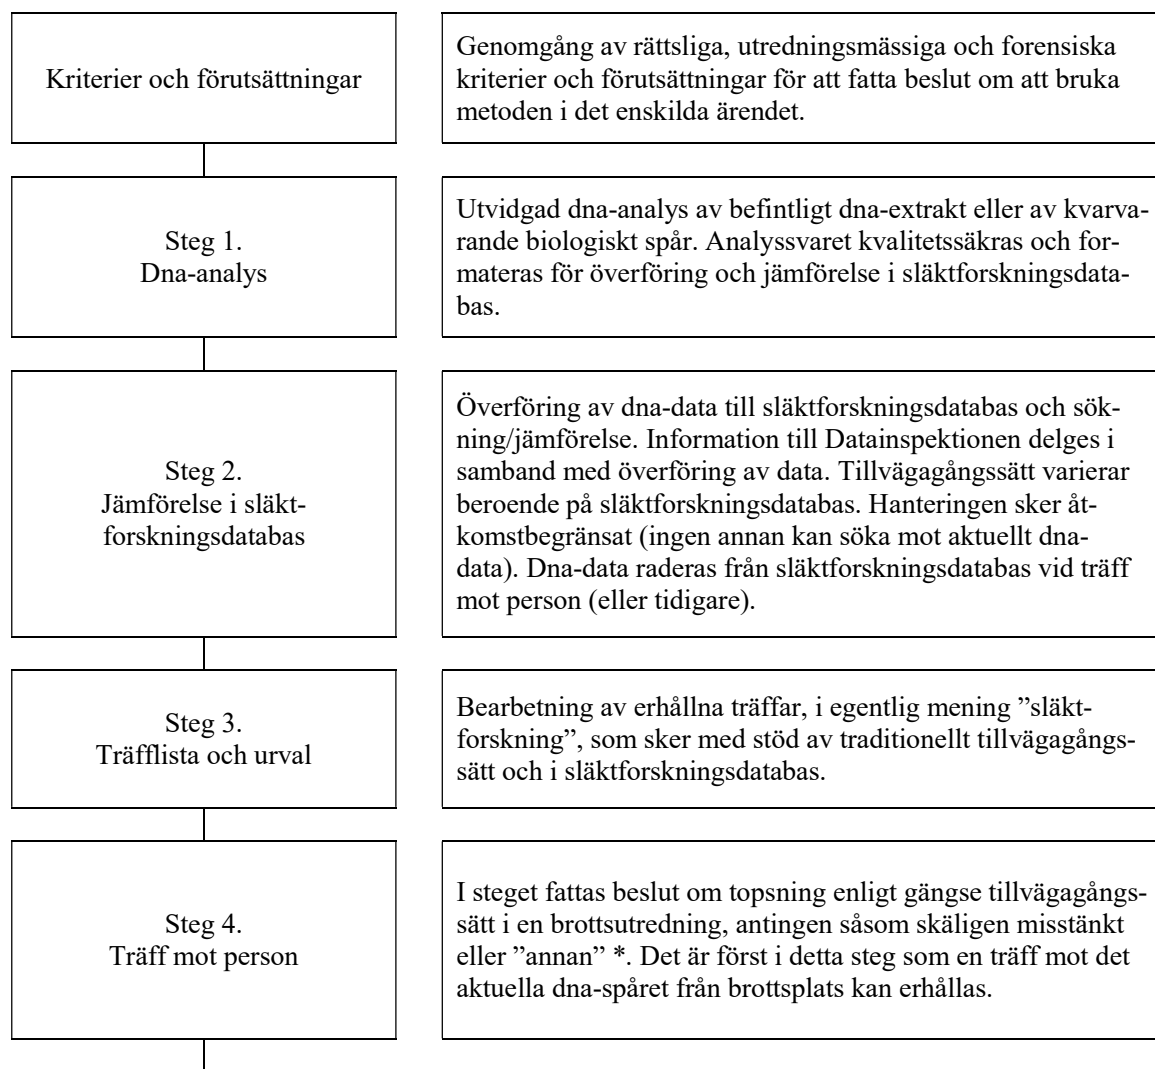 Kriterier och förutsättningar
Genomgång av rättsliga, utredningsmässiga och forensiska
kriterier och förutsättningar för att fatta beslut om att bruka
metoden i det enskilda ärendet.
Steg 1.
Dna-analys
Utvidgad dna-analys av befintligt dna-extrakt eller av kvarva-
rande biologiskt spår. Analyssvaret kvalitetssäkras och for-
materas för överföring och jämförelse i släktforskningsdata-
bas.
Steg 2.
Jämförelse i släkt-
forskningsdatabas
Överföring av dna-data till släktforskningsdatabas och sök-
ning/jämförelse. Information till Datainspektionen delges i
samband med överföring av data. Tillvägagångssätt varierar
beroende på släktforskningsdatabas. Hanteringen sker åt-
komstbegränsat (ingen annan kan söka mot aktuellt dna-
data). Dna-data raderas från släktforskningsdatabas vid träff
mot person (eller tidigare).
Steg 3.
Träfflista och urval
Bearbetning av erhållna träffar, i egentlig mening ”släkt-
forskning”, som sker med stöd av traditionellt tillvägagångs-
sätt och i släktforskningsdatabas.
Steg 4.
Träff mot person
I steget fattas beslut om topsning enligt gängse tillvägagångs-
sätt i en brottsutredning, antingen såsom skäligen misstänkt
eller ”annan” *. Det är först i detta steg som en träff mot det
aktuella dna-spåret från brottsplats kan erhållas.